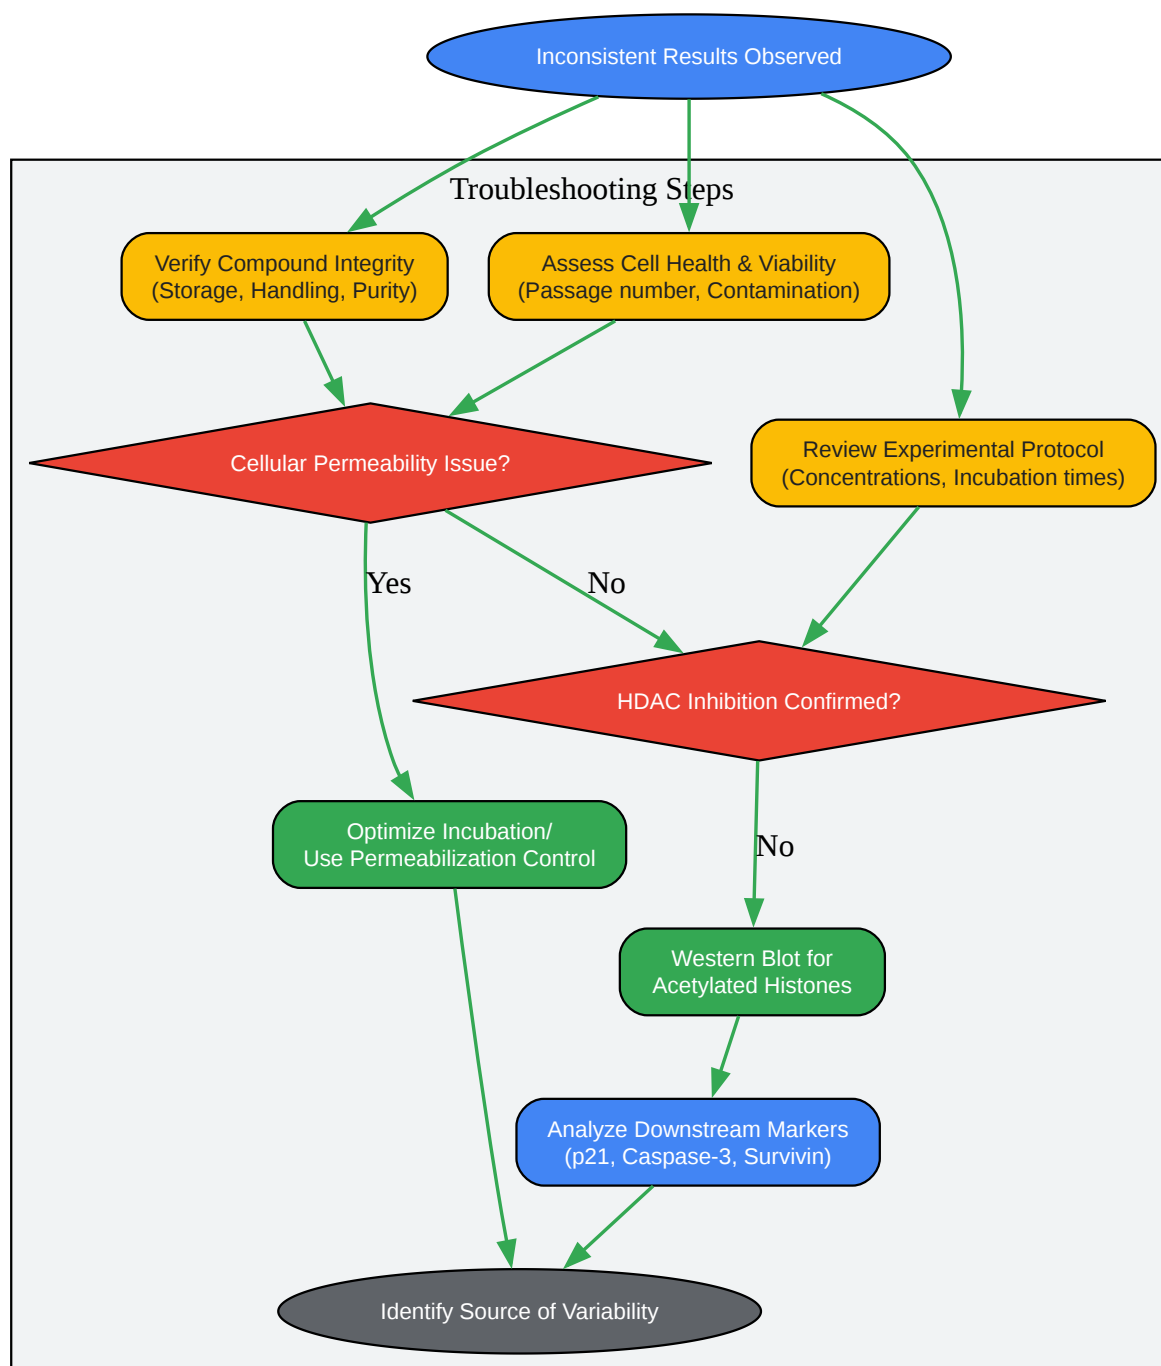 Inconsistent Results Observed
Troubleshooting Steps
Verify Compound Integrity
(Storage, Handling, Purity)
Assess Cell Health & Viability
(Passage number, Contamination)
Review Experimental Protocol
(Concentrations, Incubation times)
Cellular Permeability Issue?
Yes
No
HDAC Inhibition Confirmed?
Optimize Incubation/
Use Permeabilization Control
No
Western Blot for
Acetylated Histones
Analyze Downstream Markers
(p21, Caspase-3, Survivin)
Identify Source of Variability